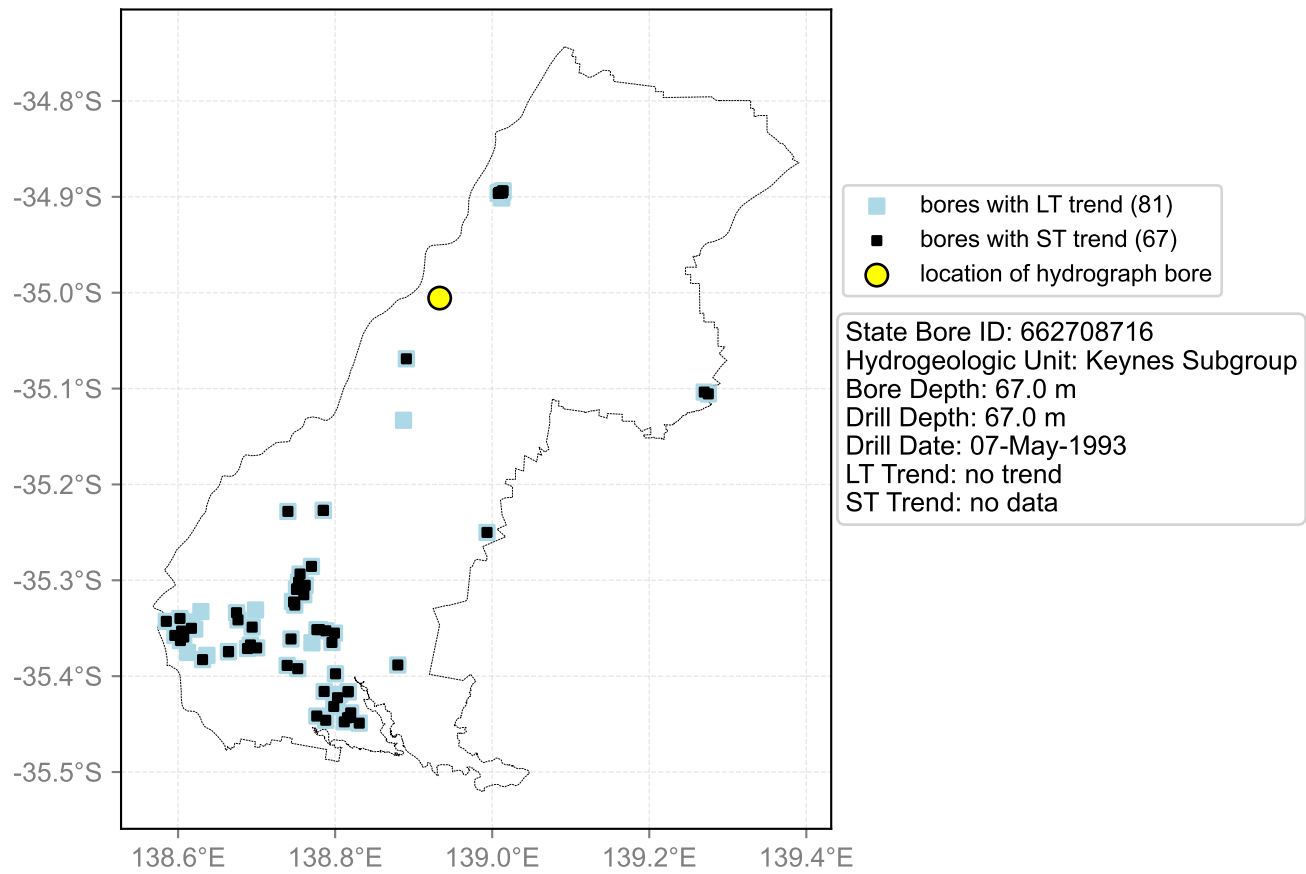 -34.8°S
-34.9°S
-35.0°S
-35.1°S
-35.2°S
-35.3°S
-35.4°S
-35.5°S
138.6°E
138.8°E
139.0°E
139.2°E
139.4°E
bores with LT trend (81)
bores with ST trend (67)
location of hydrograph bore
State Bore ID: 662708716
Hydrogeologic Unit: Keynes Subgroup
Bore Depth: 67.0 m
Drill Depth: 67.0 m
Drill Date: 07-May-1993
LT Trend: no trend
ST Trend: no data